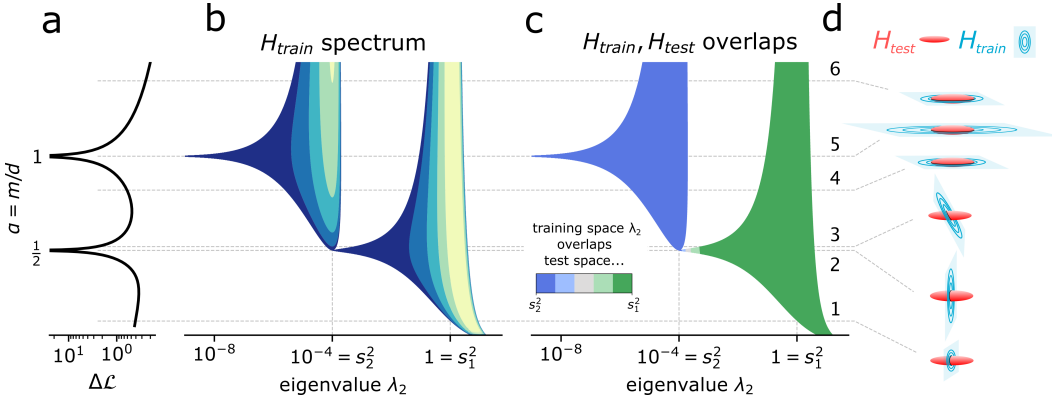 a
b
c
d
H_train spectrum
H_train, H_test overlaps
H_test
H_train
a = m/d
1
1/2
10^1
10^0
Δℒ
10^-8
10^-4 = s_2^2
1 = s_1^2
eigenvalue λ_2
training space λ_2
overlaps
test space...
s_2^2
s_1^2
10^-8
10^-4 = s_2^2
1 = s_1^2
eigenvalue λ_2
6
5
4
3
2
1